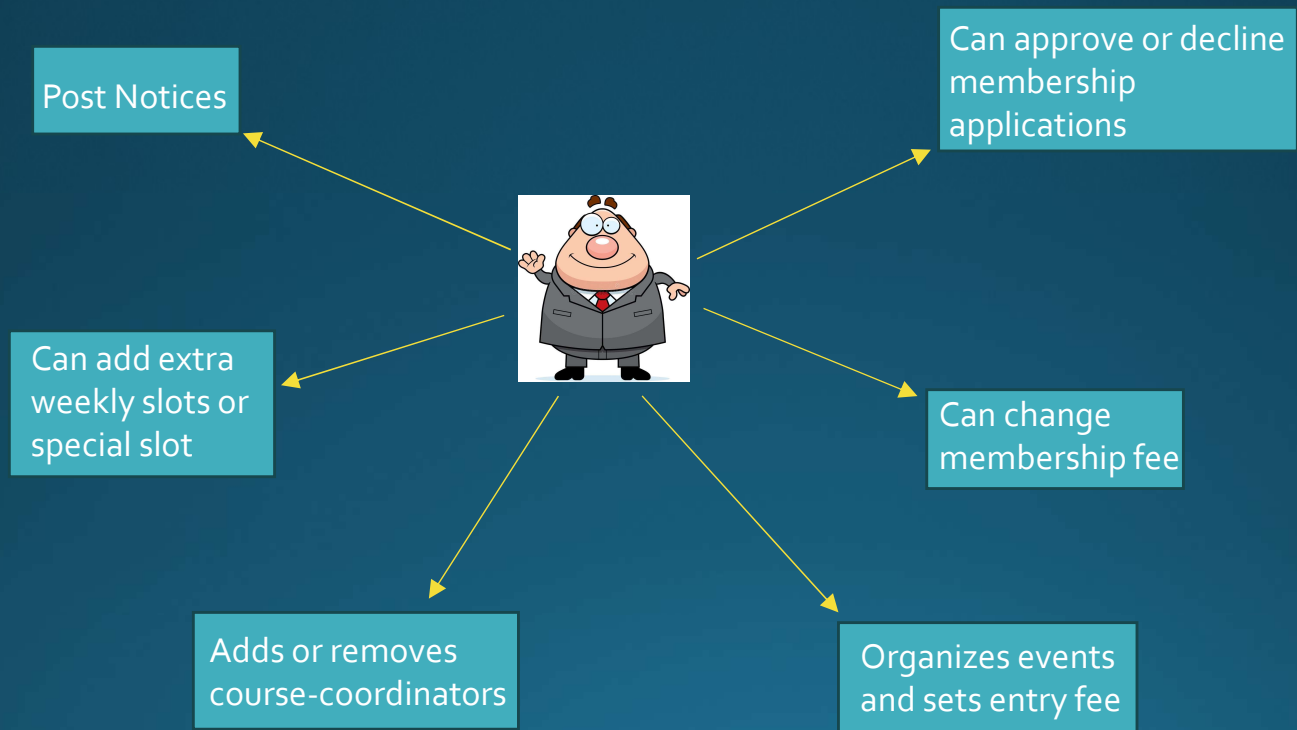 Post Notices
Can approve or decline
membership
applications
Can add extra
weekly slots or
special slot
Can change
membership fee
Adds or removes
course-coordinators
Organizes events
and sets entry fee